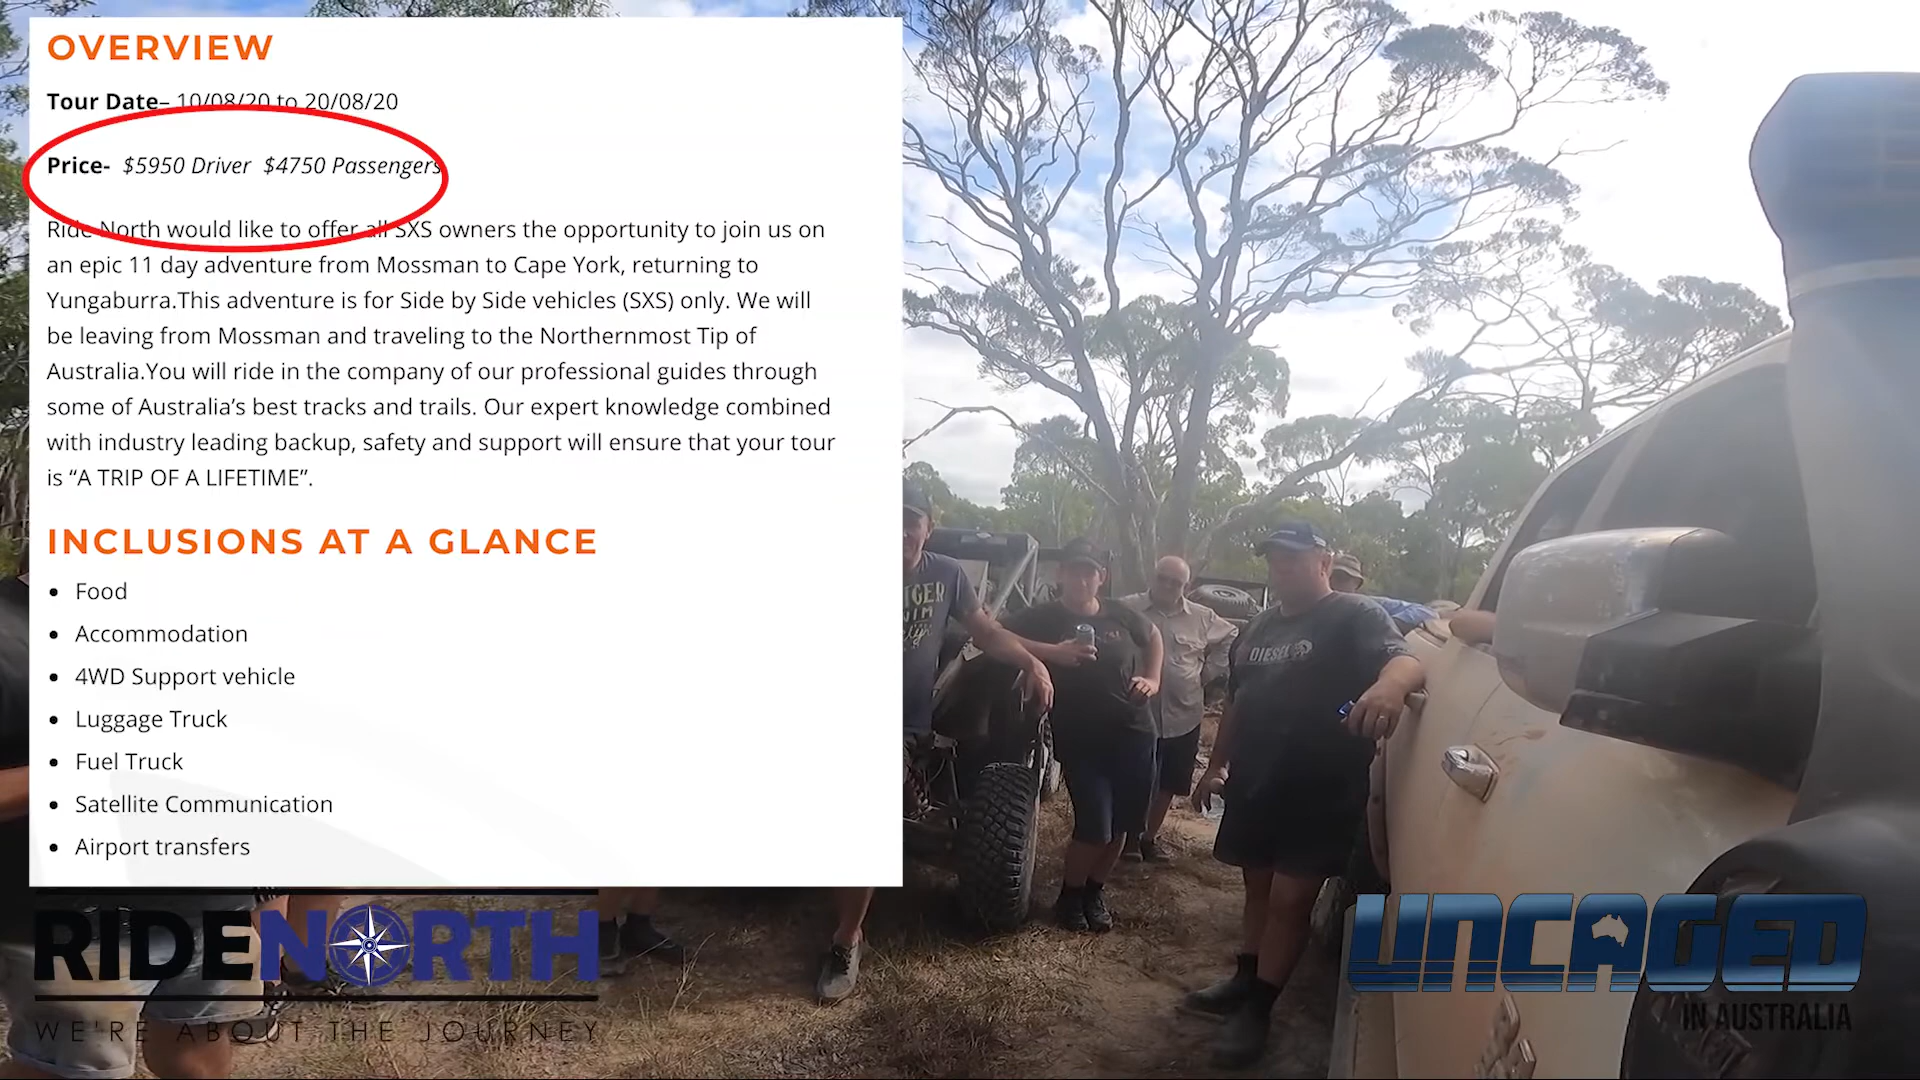 OVERVIEW
Tour Date– 10/08/20 to 20/08/20
Price- $5950 Driver $4750 Passengers
Ride North would like to offer all SXS owners the opportunity to join us on
an epic 11 day adventure from Mossman to Cape York, returning to
Yungaburra.This adventure is for Side by Side vehicles (SXS) only. We will
be leaving from Mossman and traveling to the Northernmost Tip of
Australia.You will ride in the company of our professional guides through
some of Australia’s best tracks and trails. Our expert knowledge combined
with industry leading backup, safety and support will ensure that your tour
is “A TRIP OF A LIFETIME”.
INCLUSIONS AT A GLANCE
• Food
• Accommodation
• 4WD Support vehicle
• Luggage Truck
• Fuel Truck
• Satellite Communication
• Airport transfers
DIESEL
RIDENORTH
WE'RE ABOUT THE JOURNEY
UNCAGED
IN AUSTRALIA